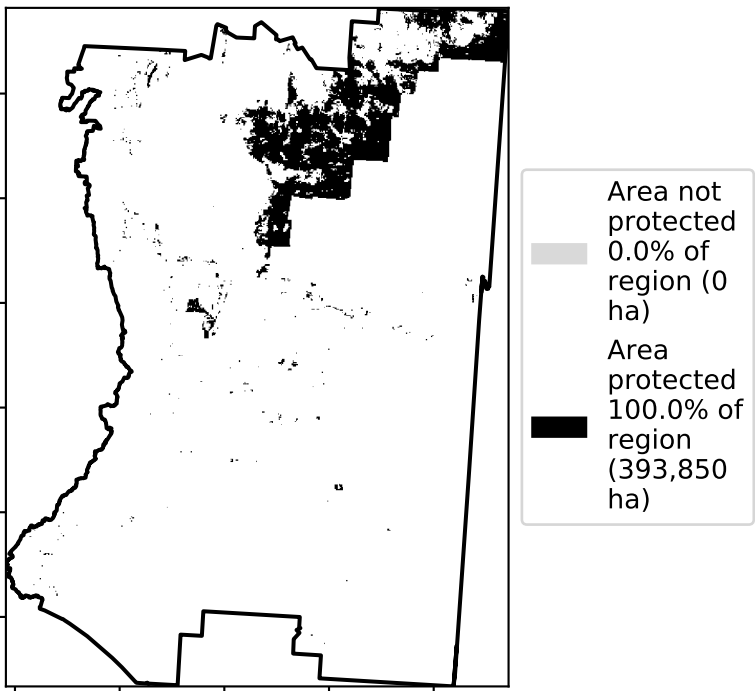 Area not
protected
0.0% of
region (0
ha)
Area
protected
100.0% of
region
(393,850
ha)